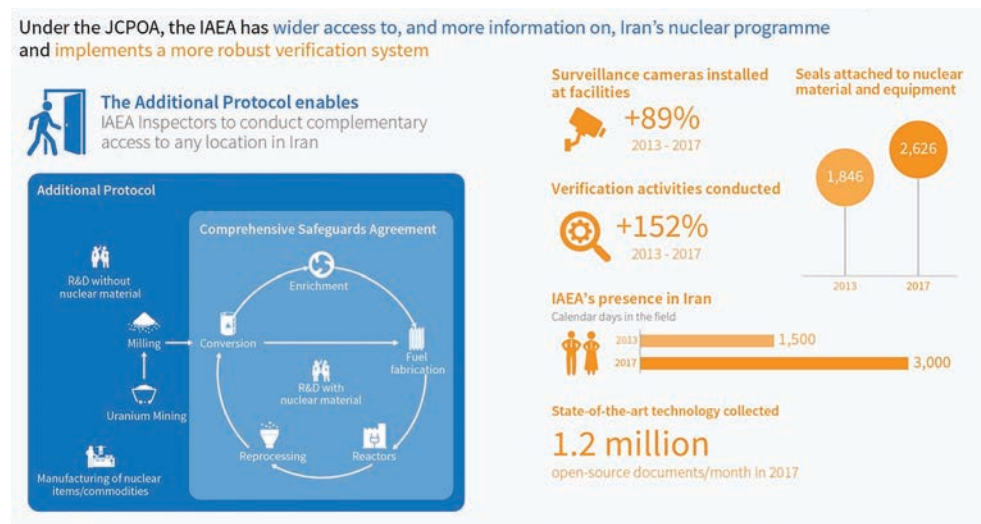 Under the JCPOA, the IAEA has wider access to, and more information on, Iran's nuclear programme
and implements a more robust verification system
The Additional Protocol enables
IAEA Inspectors to conduct complementary
access to any location in Iran
Additional Protocol
Comprehensive Safeguards Agreement
R&D without
nuclear material
Enrichment
Milling
Conversion
Fuel
fabrication
R&D with
nuclear material
Uranium Mining
Reprocessing
Reactors
Manufacturing of nuclear
items/commodities
Surveillance cameras installed
at facilities
+89%
2013 - 2017
Verification activities conducted
+152%
2013 - 2017
Seals attached to nuclear
material and equipment
1,846
2,626
2013
2017
IAEA's presence in Iran
Calendar days in the field
2013
1,500
2017
3,000
State-of-the-art technology collected
1.2 million
open-source documents/month in 2017